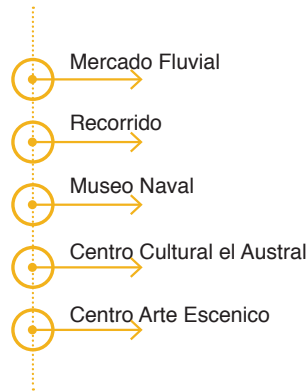 Mercado Fluvial
Recorrido
Museo Naval
Centro Cultural el Austral
Centro Arte Escenico